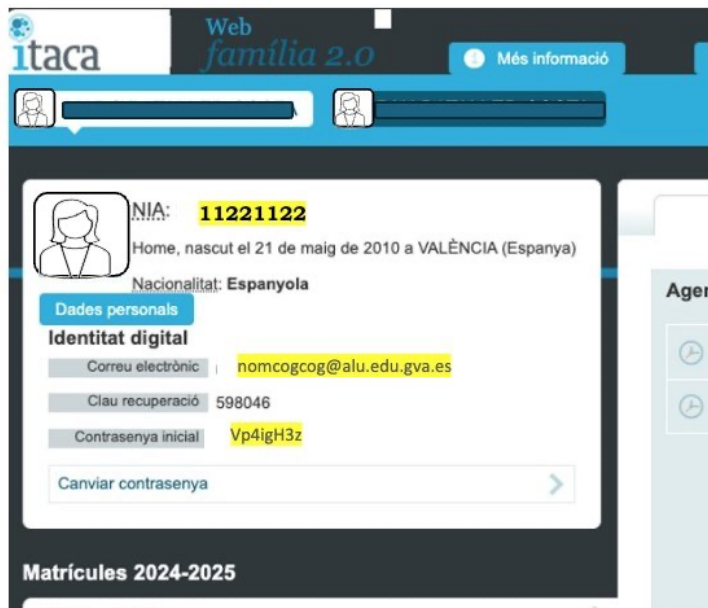 itaca
Web
família 2.0
Més informació
NIA: 11221122
Home, nascut el 21 de maig de 2010 a VALÈNCIA (Espanya)
Nacionalitat: Espanyola
Dades personals
Identitat digital
Correu electrònic nomcogcog@alu.edu.gva.es
Clau recuperació 598046
Contrasenya inicial Vp4igH3z
Canviar contrasenya
Matrícules 2024-2025
Ager